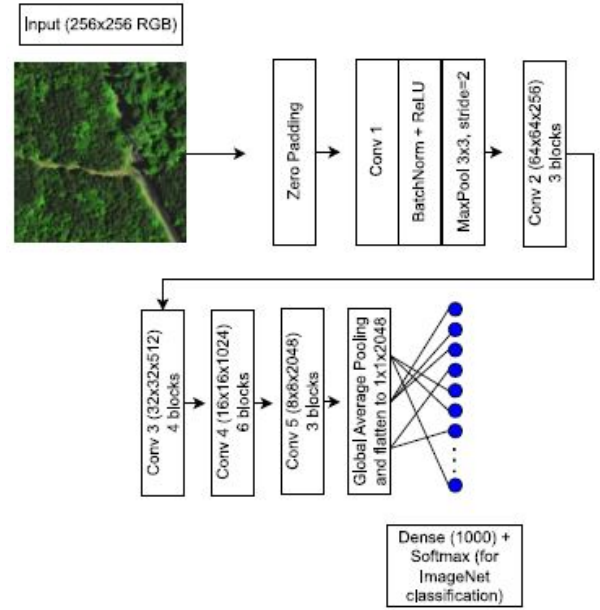 Input (256x256 RGB)
Zero Padding
Conv 1
BatchNorm + ReLU
MaxPool 3x3, stride=2
Conv 2 (64x64x256)
3 blocks
Conv 3 (32x32x512)
4 blocks
Conv 4 (16x16x1024)
6 blocks
Conv 5 (8x8x2048)
3 blocks
Global Average Pooling
and flatten to 1x1x2048
Dense (1000) +
Softmax (for
ImageNet
classification)